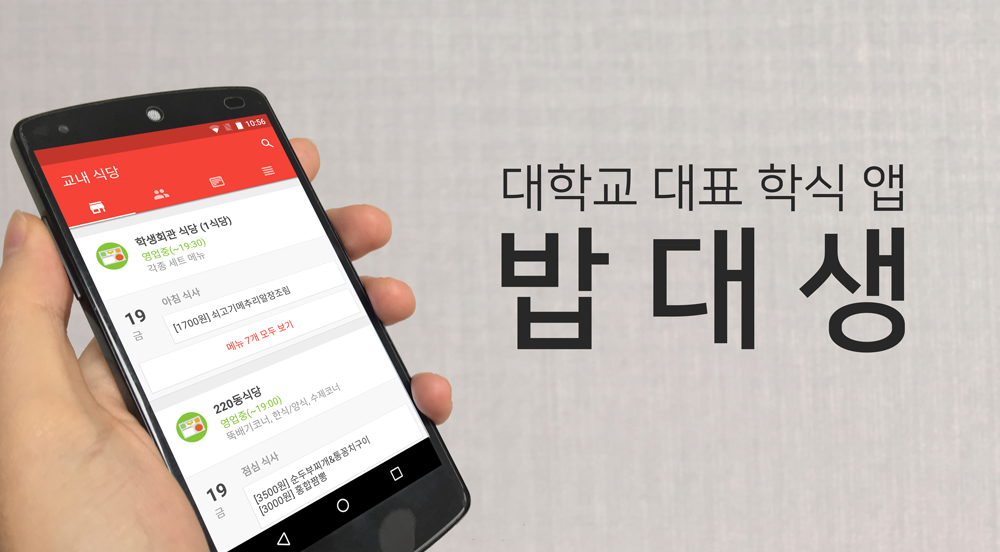 10:56
교내 식당
학생회관 식당 (1식당)
영업중(~19:30)
각종 세트 메뉴
19
금
아침 식사
[1700원] 쇠고기메추리알장조림
메뉴 7개 모두 보기
220동식당
영업중(~19:00)
뚝배기코너, 한식/양식, 수제코너
19
금
점심 식사
[3500원] 순두부찌개&통꽁치구이
[3000원] 홍합짬뽕
대학교 대표 학식 앱
밥대생